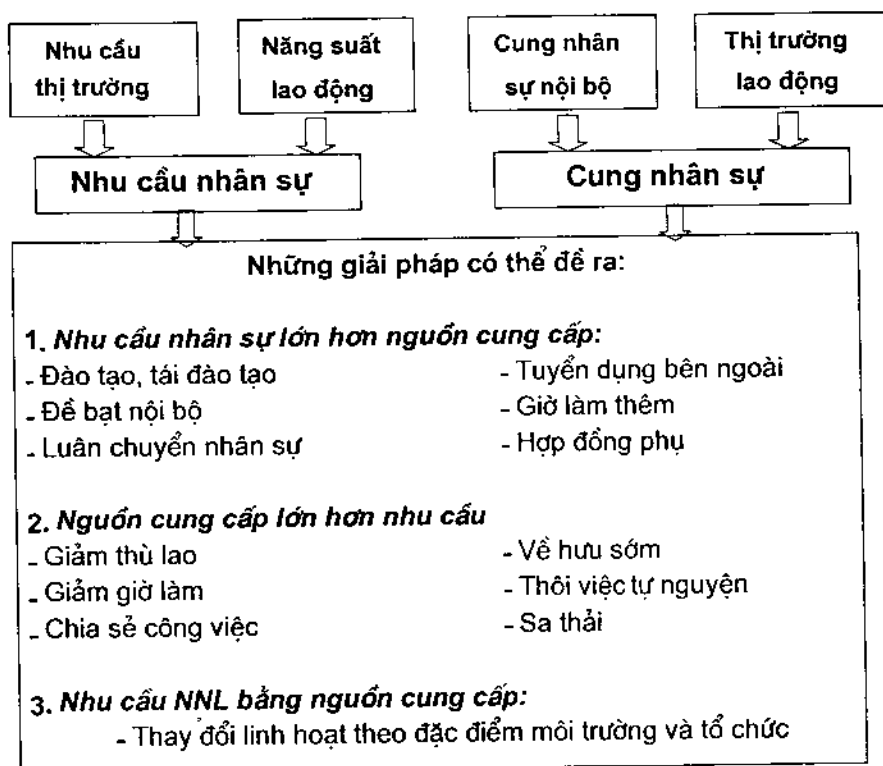 Nhu cầu
thị trường
Năng suất
lao động
Cung nhân
sự nội bộ
Thị trường
lao động
Nhu cầu nhân sự
Cung nhân sự
Những giải pháp có thể đề ra:
1. Nhu cầu nhân sự lớn hơn nguồn cung cấp:
- Đào tạo, tái đào tạo
- Đề bạt nội bộ
- Luân chuyển nhân sự
- Tuyển dụng bên ngoài
- Giờ làm thêm
- Hợp đồng phụ
2. Nguồn cung cấp lớn hơn nhu cầu
- Giảm thù lao
- Giảm giờ làm
- Chia sẻ công việc
- Về hưu sớm
- Thôi việc tự nguyện
- Sa thải
3. Nhu cầu NNL bằng nguồn cung cấp:
- Thay đổi linh hoạt theo đặc điểm môi trường và tổ chức